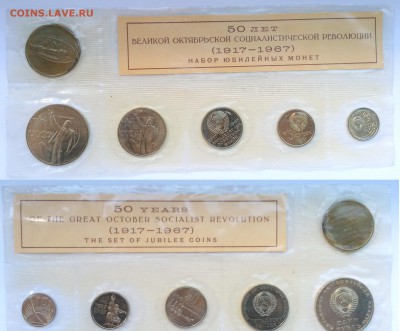 COINS.LAVE.RU
50 ЛЕТ
ВЕЛИКОЙ ОКТЯБРЬСКОЙ СОЦИАЛИСТИЧЕСКОЙ РЕВОЛЮЦИИ
(1917-1967)
НАБОР ЮБИЛЕЙНЫХ МОНЕТ
50 YEARS
OF THE GREAT OCTOBER SOCIALIST REVOLUTION
(1917-1967)
THE SET OF JUBILEE COINS